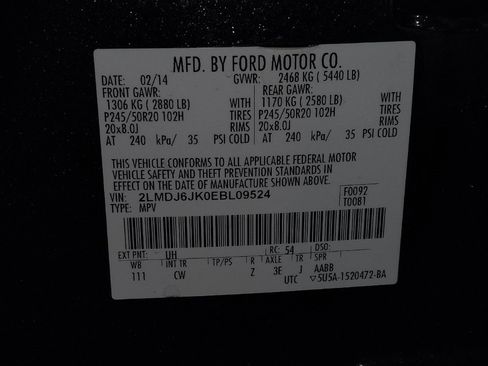 MFD. BY FORD MOTOR CO.
DATE: 02/14 GVWR: 2468 KG ( 5440 LB)
FRONT GAWR: REAR GAWR:
1306 KG ( 2880 LB) WITH 1170 KG ( 2580 LB) WITH
P245/50R20 102H TIRES P245/50R20 102H TIRES
20x8.0J RIMS 20x8.0J RIMS
AT 240 kPa/ 35 PSI COLD AT 240 kPa/ 35 PSI COLD
THIS VEHICLE CONFORMS TO ALL APPLICABLE FEDERAL MOTOR
VEHICLE SAFETY AND THEFT PREVENTION STANDARDS IN
EFFECT ON THE DATE OF MANUFACTURE SHOWN ABOVE.
VIN: 2LMDJ6JK0EBL09524 F0092
TYPE: MPV T0081
EXT PNT: UH RC: 54 DSO:
WB INT TR TP/PS R AXLE TR SPR
111 CW Z 3E J AABB
UTC ▽5U5A-1520472-BA